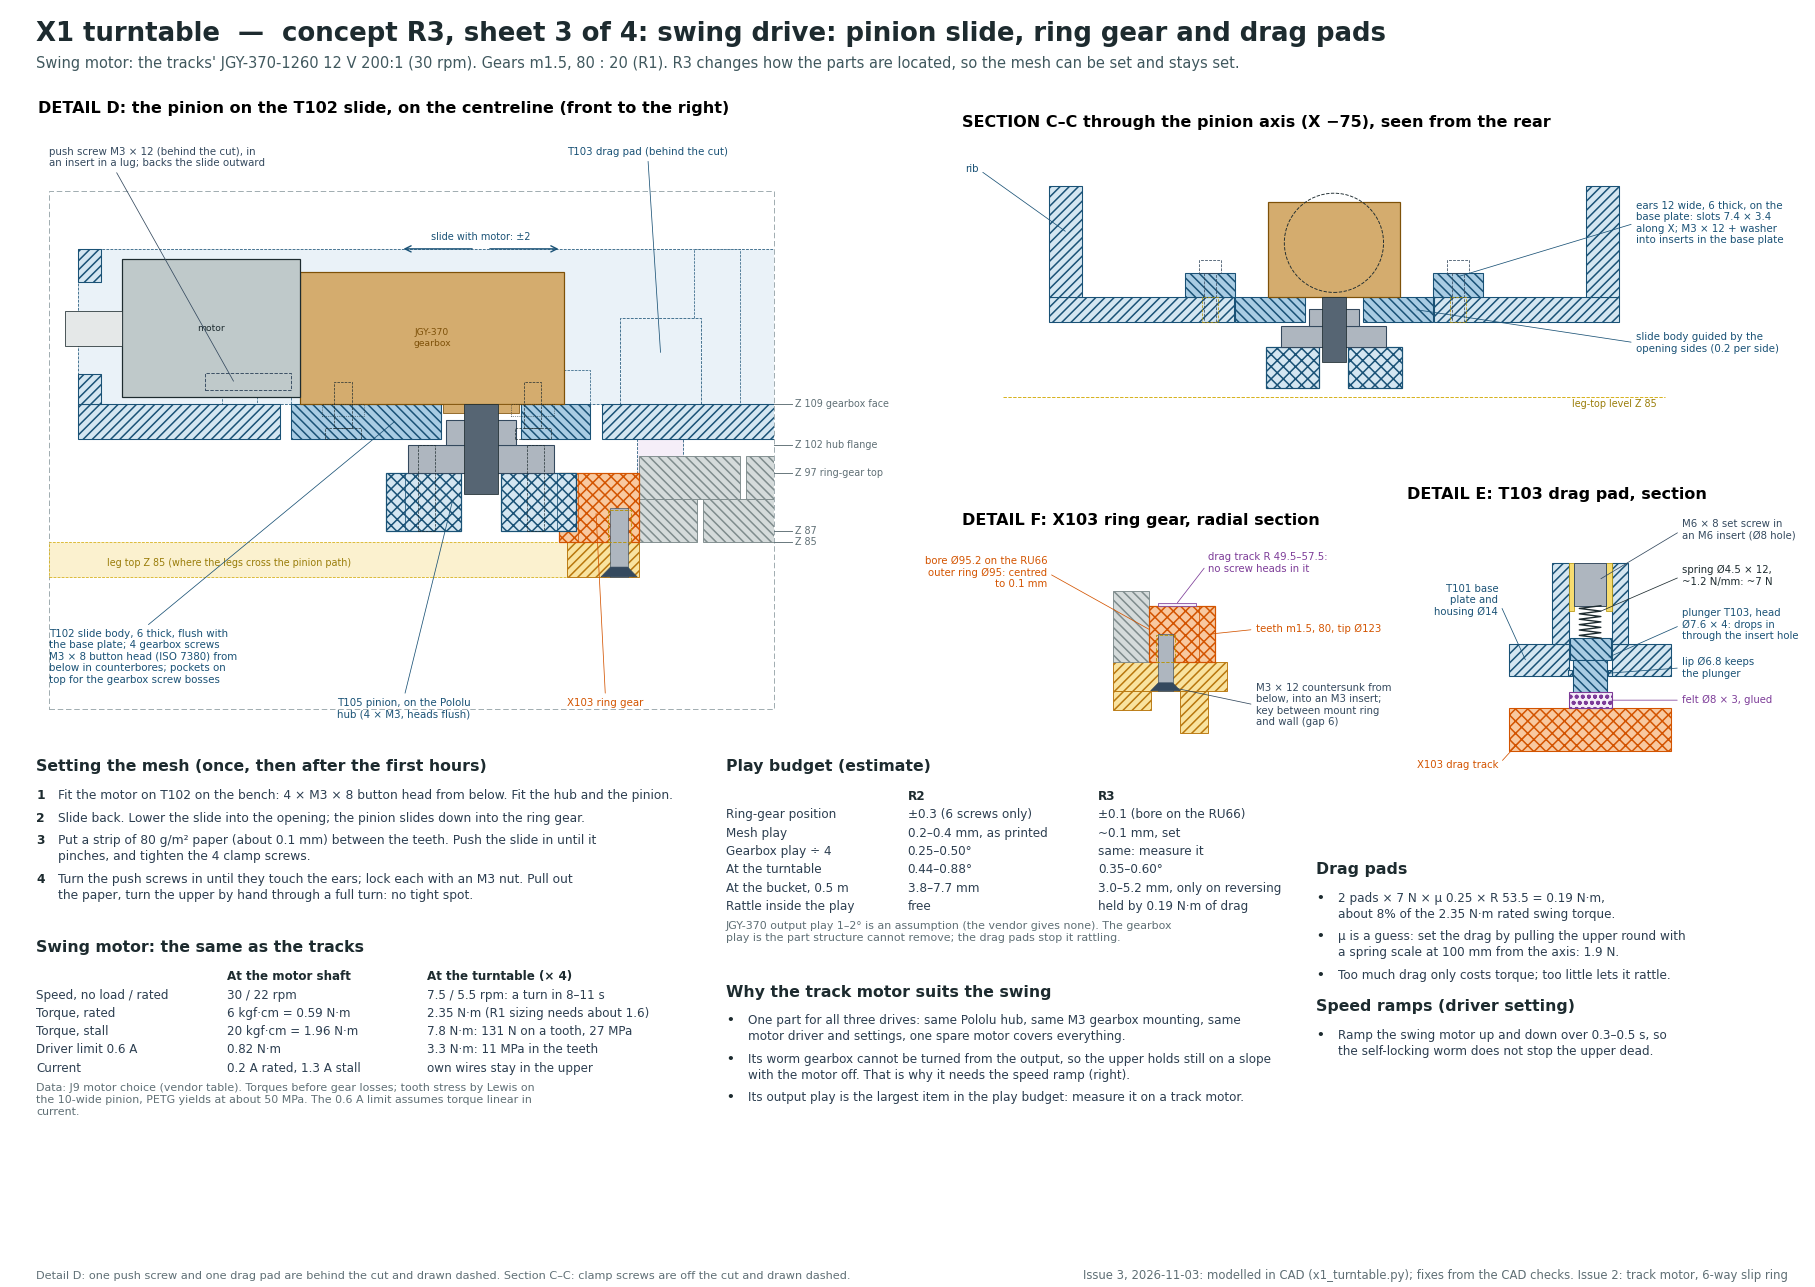 X1 turntable — concept R3, sheet 3 of 4: swing drive: pinion slide, ring gear and drag pads
Swing motor: the tracks' JGY-370-1260 12 V 200:1 (30 rpm). Gears m1.5, 80 : 20 (R1). R3 changes how the parts are located, so the mesh can be set and stays set.
DETAIL D: the pinion on the T102 slide, on the centreline (front to the right)
push screw M3 × 12 (behind the cut), in
an insert in a lug; backs the slide outward
T103 drag pad (behind the cut)
slide with motor: ±2
motor
JGY-370
gearbox
Z 109 gearbox face
Z 102 hub flange
Z 97 ring-gear top
Z 87
Z 85
leg top Z 85 (where the legs cross the pinion path)
T102 slide body, 6 thick, flush with
the base plate; 4 gearbox screws
M3 × 8 button head (ISO 7380) from
below in counterbores; pockets on
top for the gearbox screw bosses
T105 pinion, on the Pololu
hub (4 × M3, heads flush)
X103 ring gear
SECTION C–C through the pinion axis (X −75), seen from the rear
rib
ears 12 wide, 6 thick, on the
base plate: slots 7.4 × 3.4
along X; M3 × 12 + washer
into inserts in the base plate
slide body guided by the
opening sides (0.2 per side)
leg-top level Z 85
DETAIL F: X103 ring gear, radial section
bore Ø95.2 on the RU66
outer ring Ø95: centred
to 0.1 mm
drag track R 49.5–57.5:
no screw heads in it
teeth m1.5, 80, tip Ø123
M3 × 12 countersunk from
below, into an M3 insert;
key between mount ring
and wall (gap 6)
DETAIL E: T103 drag pad, section
M6 × 8 set screw in
an M6 insert (Ø8 hole)
spring Ø4.5 × 12,
~1.2 N/mm: ~7 N
T101 base
plate and
housing Ø14
plunger T103, head
Ø7.6 × 4: drops in
through the insert hole
lip Ø6.8 keeps
the plunger
felt Ø8 × 3, glued
X103 drag track
Setting the mesh (once, then after the first hours)
1 Fit the motor on T102 on the bench: 4 × M3 × 8 button head from below. Fit the hub and the pinion.
2 Slide back. Lower the slide into the opening; the pinion slides down into the ring gear.
3 Put a strip of 80 g/m² paper (about 0.1 mm) between the teeth. Push the slide in until it
pinches, and tighten the 4 clamp screws.
4 Turn the push screws in until they touch the ears; lock each with an M3 nut. Pull out
the paper, turn the upper by hand through a full turn: no tight spot.
Swing motor: the same as the tracks
At the motor shaft At the turntable (× 4)
Speed, no load / rated 30 / 22 rpm 7.5 / 5.5 rpm: a turn in 8–11 s
Torque, rated 6 kgf·cm = 0.59 N·m 2.35 N·m (R1 sizing needs about 1.6)
Torque, stall 20 kgf·cm = 1.96 N·m 7.8 N·m: 131 N on a tooth, 27 MPa
Driver limit 0.6 A 0.82 N·m 3.3 N·m: 11 MPa in the teeth
Current 0.2 A rated, 1.3 A stall own wires stay in the upper
Data: J9 motor choice (vendor table). Torques before gear losses; tooth stress by Lewis on
the 10-wide pinion, PETG yields at about 50 MPa. The 0.6 A limit assumes torque linear in
current.
Play budget (estimate)
R2 R3
Ring-gear position ±0.3 (6 screws only) ±0.1 (bore on the RU66)
Mesh play 0.2–0.4 mm, as printed ~0.1 mm, set
Gearbox play ÷ 4 0.25–0.50° same: measure it
At the turntable 0.44–0.88° 0.35–0.60°
At the bucket, 0.5 m 3.8–7.7 mm 3.0–5.2 mm, only on reversing
Rattle inside the play free held by 0.19 N·m of drag
JGY-370 output play 1–2° is an assumption (the vendor gives none). The gearbox
play is the part structure cannot remove; the drag pads stop it rattling.
Why the track motor suits the swing
• One part for all three drives: same Pololu hub, same M3 gearbox mounting, same
motor driver and settings, one spare motor covers everything.
• Its worm gearbox cannot be turned from the output, so the upper holds still on a slope
with the motor off. That is why it needs the speed ramp (right).
• Its output play is the largest item in the play budget: measure it on a track motor.
Drag pads
• 2 pads × 7 N × μ 0.25 × R 53.5 = 0.19 N·m,
about 8% of the 2.35 N·m rated swing torque.
• μ is a guess: set the drag by pulling the upper round with
a spring scale at 100 mm from the axis: 1.9 N.
• Too much drag only costs torque; too little lets it rattle.
Speed ramps (driver setting)
• Ramp the swing motor up and down over 0.3–0.5 s, so
the self-locking worm does not stop the upper dead.
Detail D: one push screw and one drag pad are behind the cut and drawn dashed. Section C–C: clamp screws are off the cut and drawn dashed.
Issue 3, 2026-11-03: modelled in CAD (x1_turntable.py); fixes from the CAD checks. Issue 2: track motor, 6-way slip ring